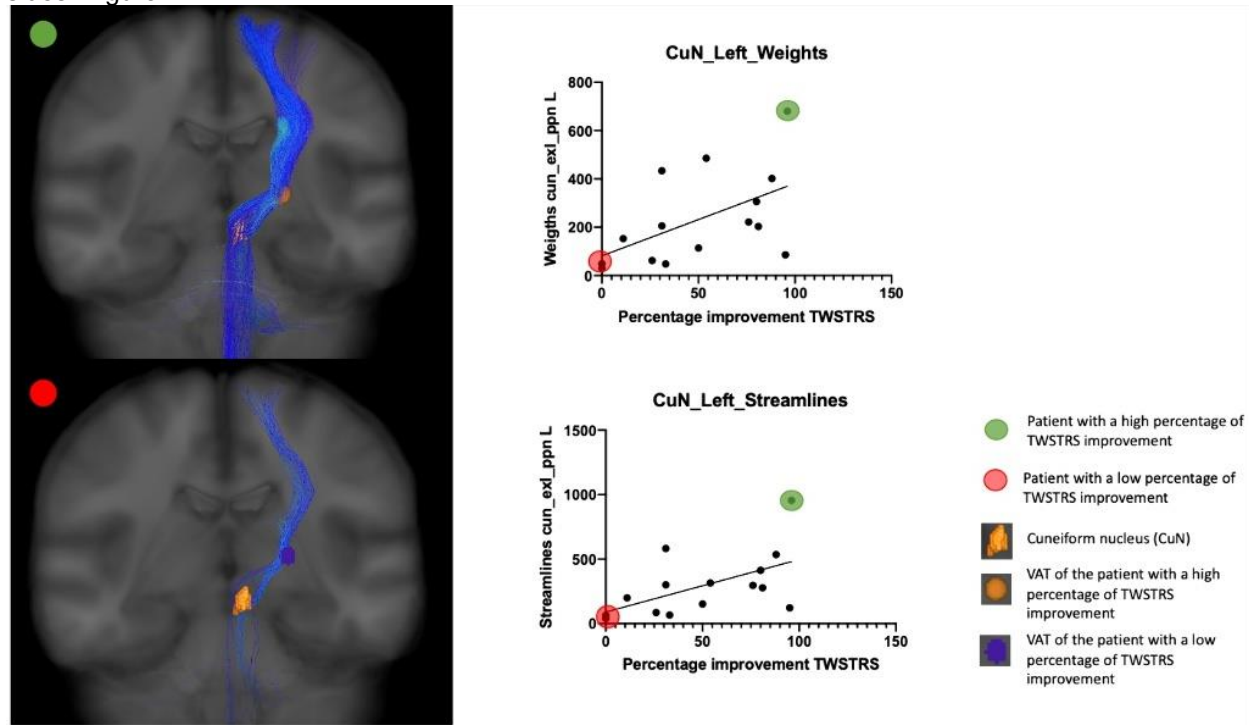 CuN_Left_Weights
Weigths cun_exl_ppn L
800
600
400
200
0
0
50
100
150
Percentage improvement TWSTRS
CuN_Left_Streamlines
Streamlines cun_exl_ppn L
1500
1000
500
0
0
50
100
150
Percentage improvement TWSTRS
Patient with a high percentage of
TWSTRS improvement
Patient with a low percentage of
TWSTRS improvement
Cuneiform nucleus (CuN)
VAT of the patient with a high
percentage of TWSTRS
improvement
VAT of the patient with a low
percentage of TWSTRS
improvement